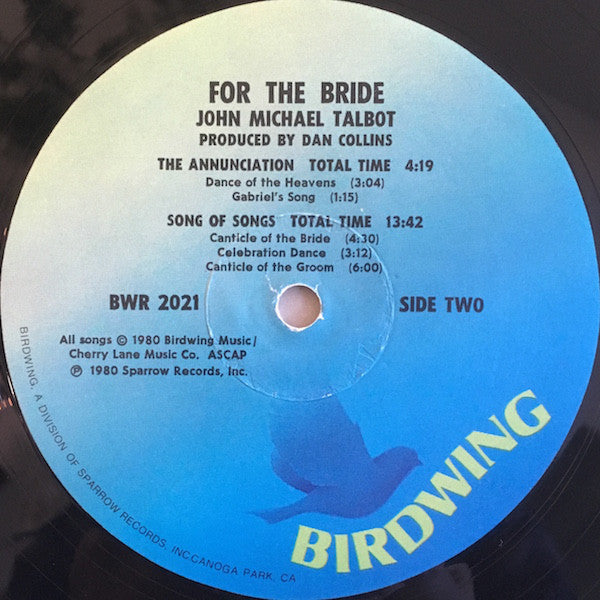 FOR THE BRIDE
JOHN MICHAEL TALBOT
PRODUCED BY DAN COLLINS
THE ANNUNCIATION TOTAL TIME 4:19
Dance of the Heavens (3:04)
Gabriel's Song (1:15)
SONG OF SONGS TOTAL TIME 13:42
Canticle of the Bride (4:30)
Celebration Dance (3:12)
Canticle of the Groom (6:00)
BWR 2021
SIDE TWO
All songs © 1980 Birdwing Music/
Cherry Lane Music Co. ASCAP
℗ 1980 Sparrow Records, Inc.
BIRDWING, A DIVISION OF SPARROW RECORDS, INC CANOGA PARK, CA
BIRDWING